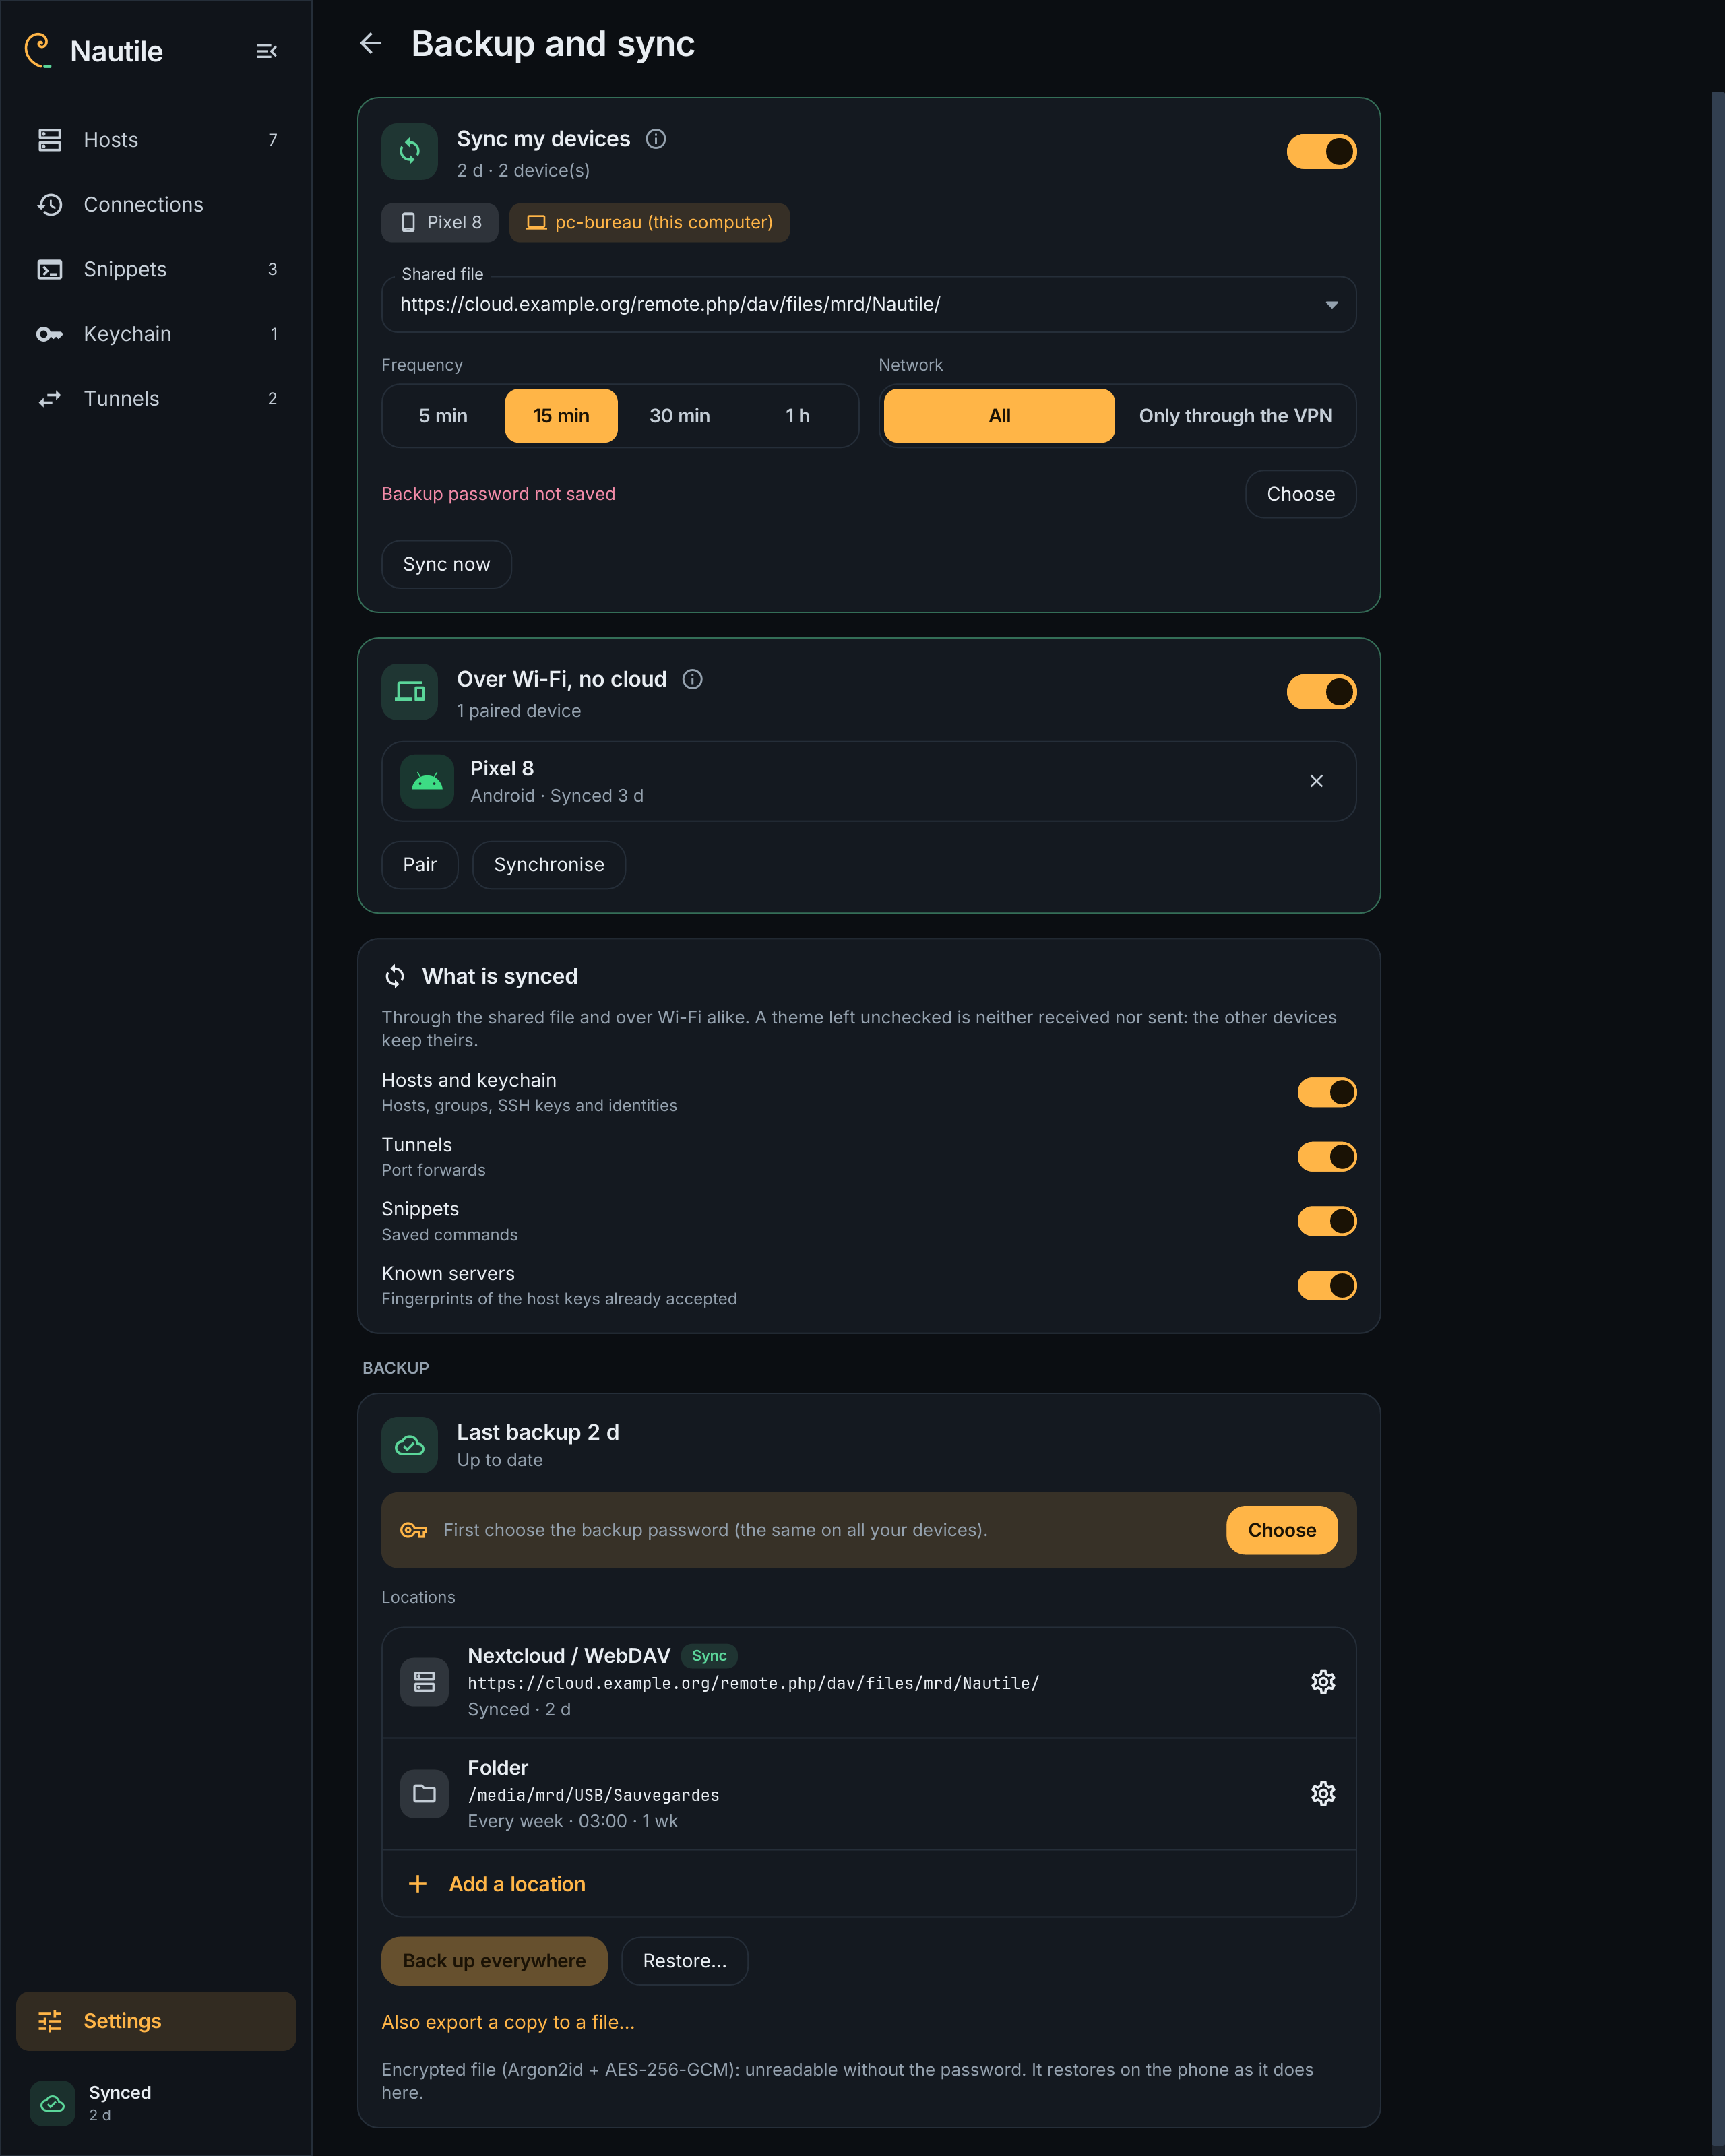 Nautile
Hosts 7
Connections
Snippets 3
Keychain 1
Tunnels 2
Settings
Synced
2 d
Backup and sync
Sync my devices
2 d · 2 device(s)
Pixel 8
pc-bureau (this computer)
Shared file
https://cloud.example.org/remote.php/dav/files/mrd/Nautile/
Frequency
5 min
15 min
30 min
1 h
Network
All
Only through the VPN
Backup password not saved
Choose
Sync now
Over Wi-Fi, no cloud
1 paired device
Pixel 8
Android · Synced 3 d
Pair
Synchronise
What is synced
Through the shared file and over Wi-Fi alike. A theme left unchecked is neither received nor sent: the other devices
keep theirs.
Hosts and keychain
Hosts, groups, SSH keys and identities
Tunnels
Port forwards
Snippets
Saved commands
Known servers
Fingerprints of the host keys already accepted
BACKUP
Last backup 2 d
Up to date
First choose the backup password (the same on all your devices).
Choose
Locations
Nextcloud / WebDAV Sync
https://cloud.example.org/remote.php/dav/files/mrd/Nautile/
Synced · 2 d
Folder
/media/mrd/USB/Sauvegardes
Every week · 03:00 · 1 wk
Add a location
Back up everywhere
Restore...
Also export a copy to a file...
Encrypted file (Argon2id + AES-256-GCM): unreadable without the password. It restores on the phone as it does
here.